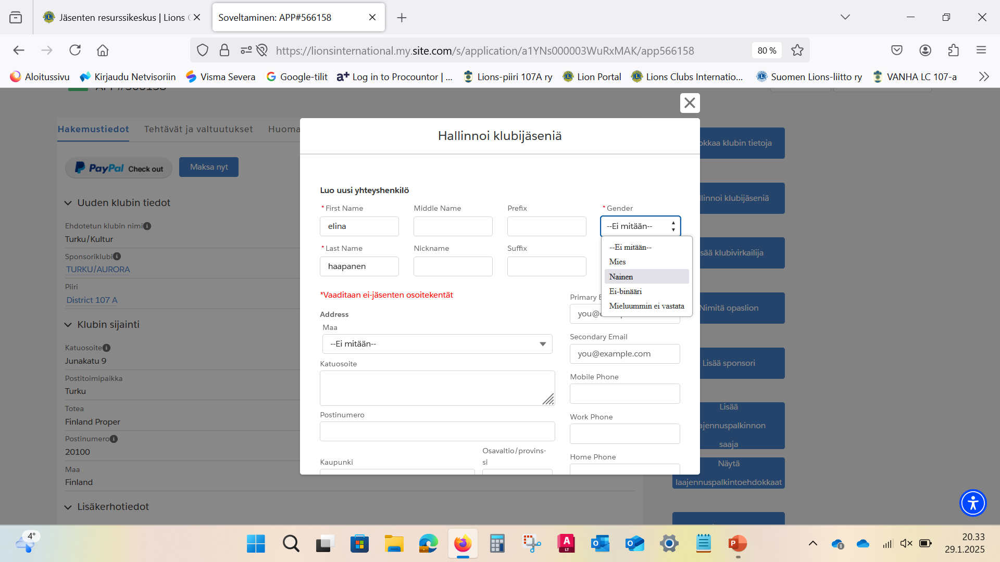 Jäsenten resurssikeskus | Lions
Soveltaminen: APP#566158
https://lionsinternational.my.site.com/s/application/a1YNs000003WuRxMAK/app566158
80 %
Aloitussivu
Kirjaudu Netvisoriin
Visma Severa
Google-tilit
a+ Log in to Procountor | ...
Lions-piiri 107A ry
Lion Portal
Lions Clubs Internatio...
Suomen Lions-liitto ry
VANHA LC 107-a
Hakemustiedot
Tehtävät ja valtuutukset
Huoma
PayPal Check out
Maksa nyt
Uuden klubin tiedot
Ehdotetun klubin nimi
Turku/Kultur
Sponsoriklubi
TURKU/AURORA
Piiri
District 107 A
Klubin sijainti
Katuosoite
Junakatu 9
Postitoimipaikka
Turku
Totea
Finland Proper
Postinumero
20100
Maa
Finland
Lisäkerhotiedot
Hallinnoi klubijäseniä
Luo uusi yhteyshenkilö
* First Name
Middle Name
Prefix
* Gender
elina
--Ei mitään--
* Last Name
Nickname
Suffix
haapanen
--Ei mitään--
Mies
Nainen
Ei-binääri
Mieluummin ei vastata
*Vaaditaan ei-jäsenten osoitekentät
Address
Maa
--Ei mitään--
Katuosoite
Postinumero
Kaupunki
Osavaltio/provins-
si
Primary E
you@e
Secondary Email
you@example.com
Mobile Phone
Work Phone
Home Phone
okkaa klubin tietoja
llinnoi klubijäseniä
sää klubivirkailija
Nimitä opaslion
Lisää sponsori
Lisää
ajennuspalkinnon
saaja
Näytä
laajennuspalkintoehdokkaat
4°
20.33
29.1.2025